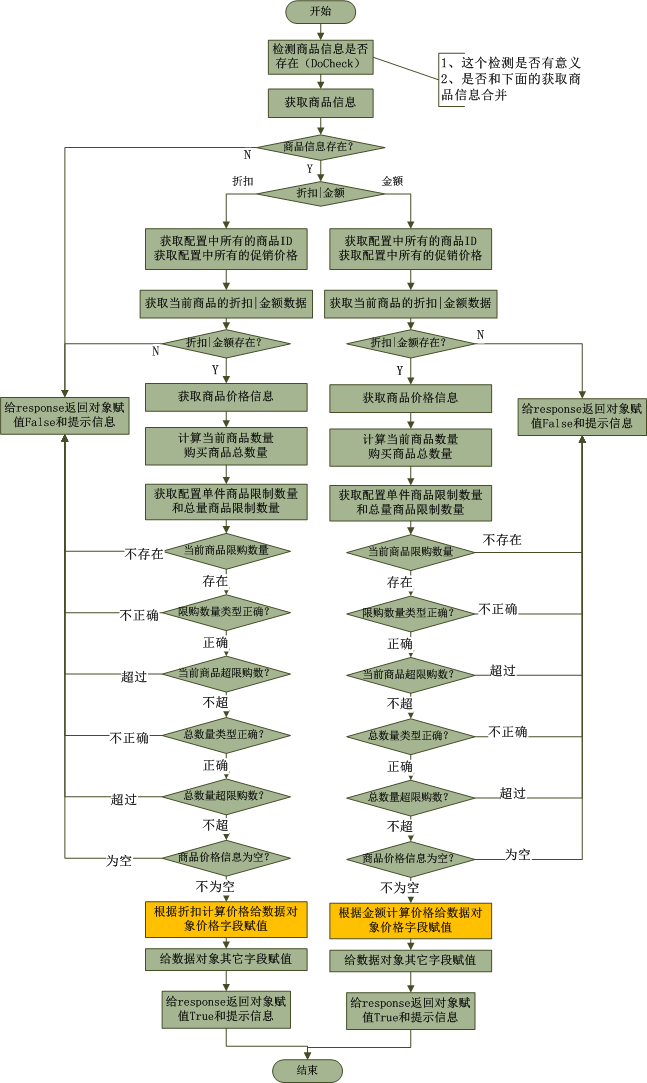 开始
检测商品信息是否
存在（DoCheck）
1、这个检测是否有意义
2、是否和下面的获取商
品信息合并
获取商品信息
商品信息存在?
N
Y
折扣
折扣|金额
金额
获取配置中所有的商品ID
获取配置中所有的促销价格
获取配置中所有的商品ID
获取配置中所有的促销价格
获取当前商品的折扣|金额数据
获取当前商品的折扣|金额数据
折扣|金额存在?
折扣|金额存在?
N
N
Y
Y
获取商品价格信息
获取商品价格信息
给response返回对象赋
值False和提示信息
给response返回对象赋
值False和提示信息
计算当前商品数量
购买商品总数量
计算当前商品数量
购买商品总数量
获取配置单件商品限制数量
和总量商品限制数量
获取配置单件商品限制数量
和总量商品限制数量
不存在
当前商品限购数量
当前商品限购数量
不存在
存在
存在
不正确
限购数量类型正确?
限购数量类型正确?
不正确
正确
正确
超过
当前商品超限购数?
当前商品超限购数?
超过
不超
不超
不正确
总数量类型正确?
总数量类型正确?
不正确
正确
正确
超过
总数量超限购数?
总数量超限购数?
超过
不超
不超
为空
商品价格信息为空?
商品价格信息为空?
为空
不为空
不为空
根据折扣计算价格给数据对
象价格字段赋值
根据金额计算价格给数据对
象价格字段赋值
给数据对象其它字段赋值
给数据对象其它字段赋值
给response返回对象赋
值True和提示信息
给response返回对象赋
值True和提示信息
结束